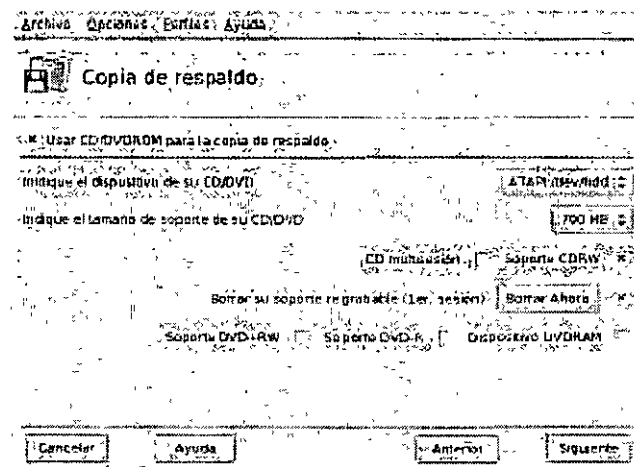 Archivo Opciones Perfiles Ayuda
Copia de respaldo
Usar CD/DVDROM para la copia de respaldo
Indique el dispositivo de su CD/DVD ATAPI /dev/hdd
Indique el tamaño de soporte de su CD/DVD 700 MB
CD multisesión Soporte CDRW
Borrar su soporte regrabable (1er. sesión) Borrar Ahora
Soporte DVD+RW Soporte DVD-R Dispositivo DVDRAM
Cancelar Ayuda Anterior Siguiente